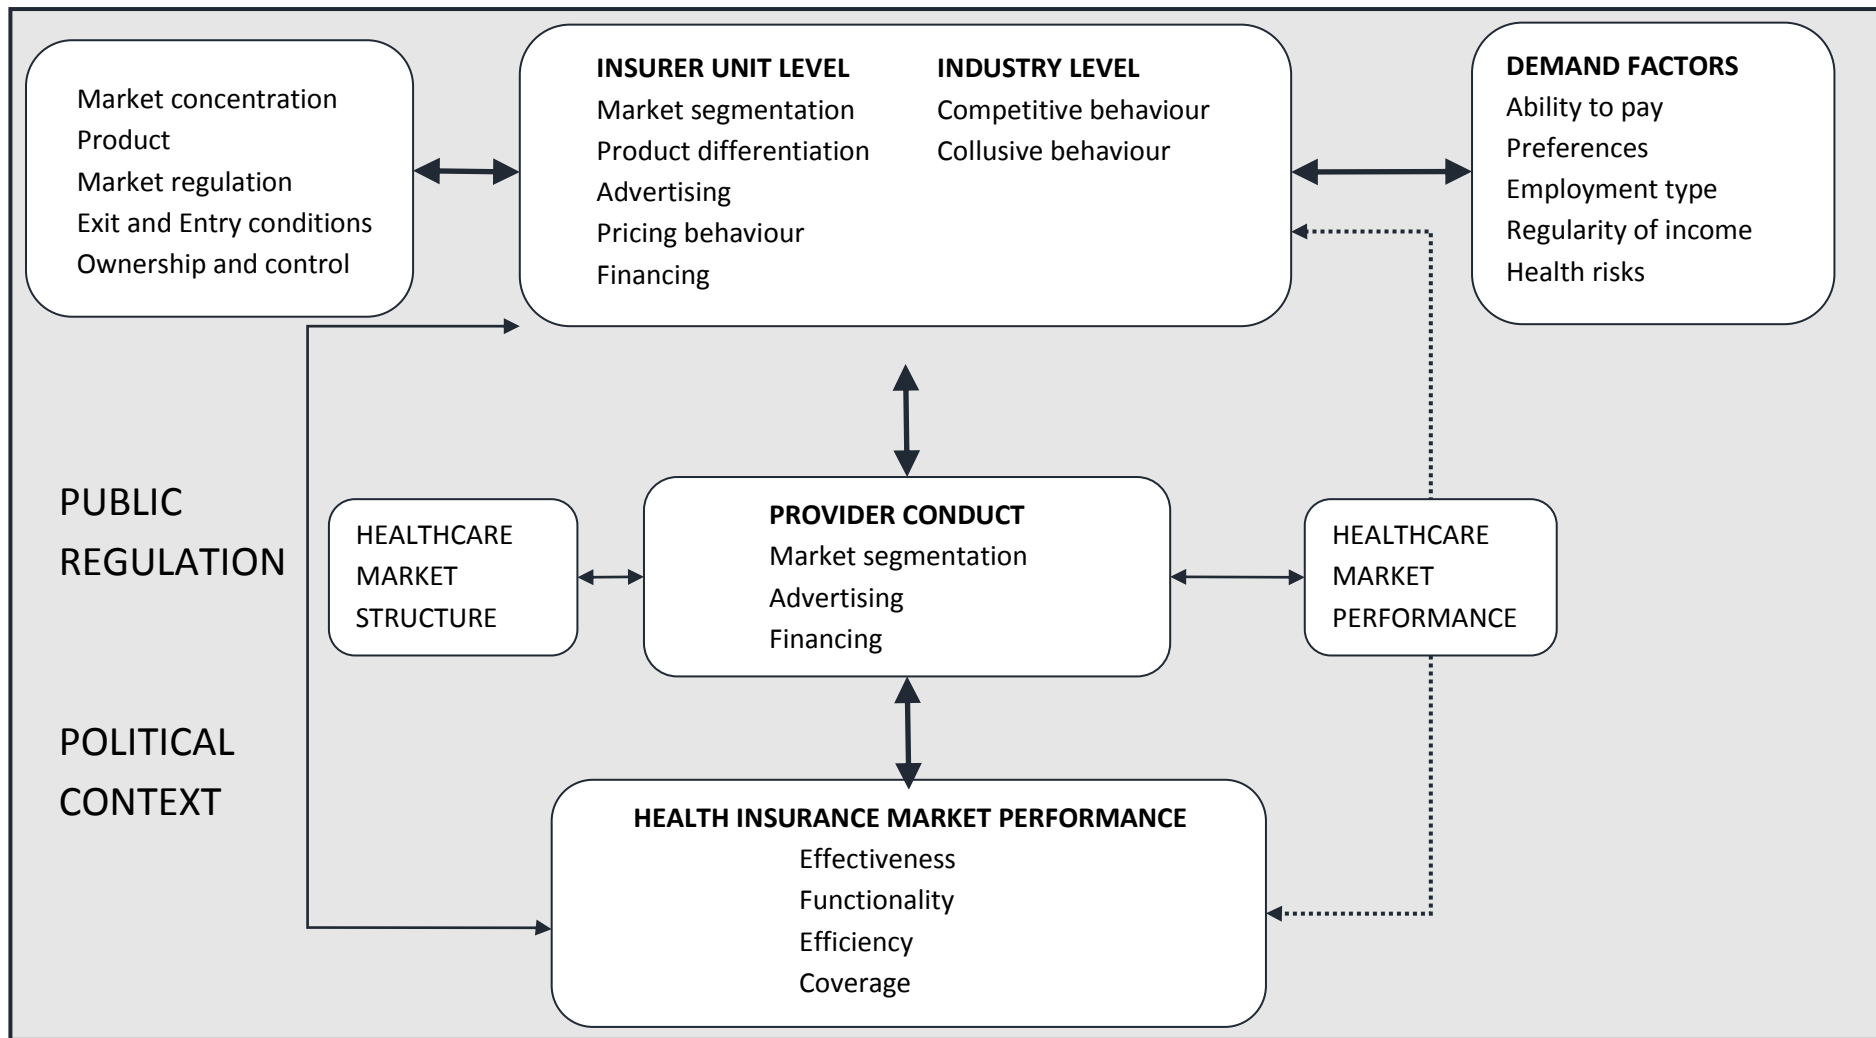 Market concentration
Product
Market regulation
Exit and Entry conditions
Ownership and control
INSURER UNIT LEVEL
Market segmentation
Product differentiation
Advertising
Pricing behaviour
Financing
INDUSTRY LEVEL
Competitive behaviour
Collusive behaviour
DEMAND FACTORS
Ability to pay
Preferences
Employment type
Regularity of income
Health risks
PUBLIC
REGULATION
HEALTHCARE
MARKET
STRUCTURE
PROVIDER CONDUCT
Market segmentation
Advertising
Financing
HEALTHCARE
MARKET
PERFORMANCE
POLITICAL
CONTEXT
HEALTH INSURANCE MARKET PERFORMANCE
Effectiveness
Functionality
Efficiency
Coverage